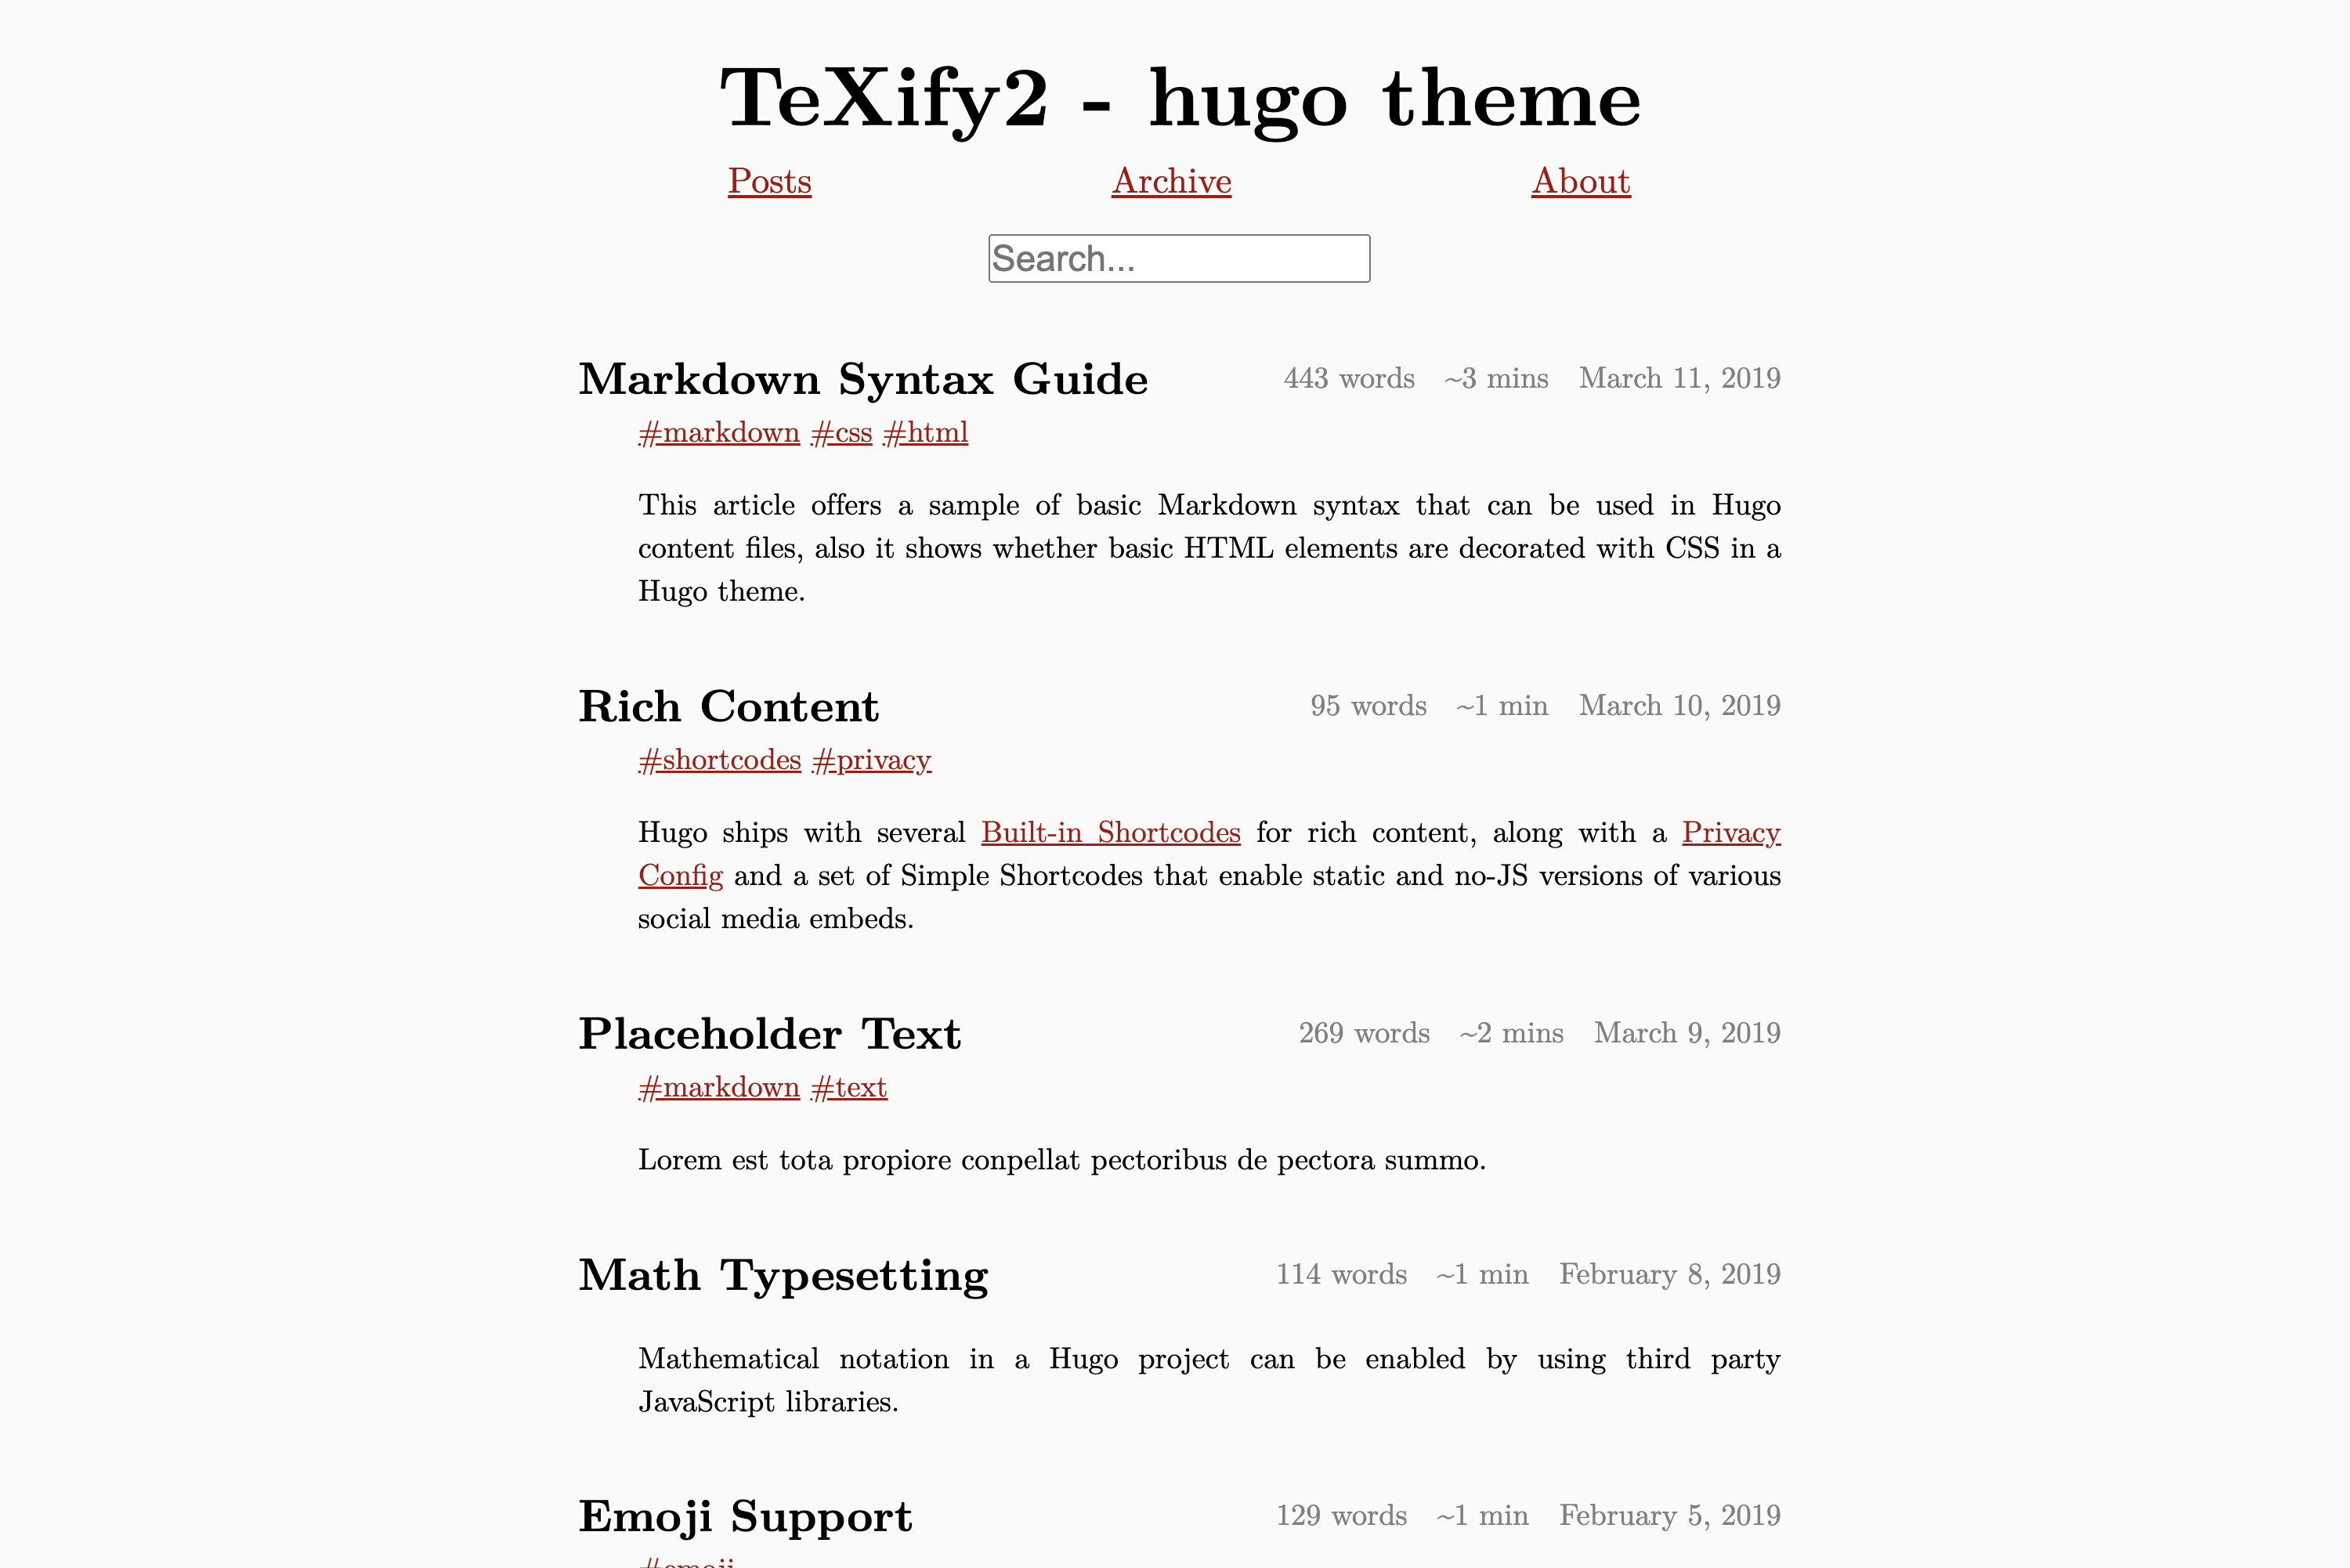 TeXify2 - hugo theme
Posts Archive About
Search...
Markdown Syntax Guide 443 words ~3 mins March 11, 2019
#markdown #css #html
This article offers a sample of basic Markdown syntax that can be used in Hugo
content files, also it shows whether basic HTML elements are decorated with CSS in a
Hugo theme.
Rich Content 95 words ~1 min March 10, 2019
#shortcodes #privacy
Hugo ships with several Built-in Shortcodes for rich content, along with a Privacy
Config and a set of Simple Shortcodes that enable static and no-JS versions of various
social media embeds.
Placeholder Text 269 words ~2 mins March 9, 2019
#markdown #text
Lorem est tota propiore conpellat pectoribus de pectora summo.
Math Typesetting 114 words ~1 min February 8, 2019
Mathematical notation in a Hugo project can be enabled by using third party
JavaScript libraries.
Emoji Support 129 words ~1 min February 5, 2019
#emoji